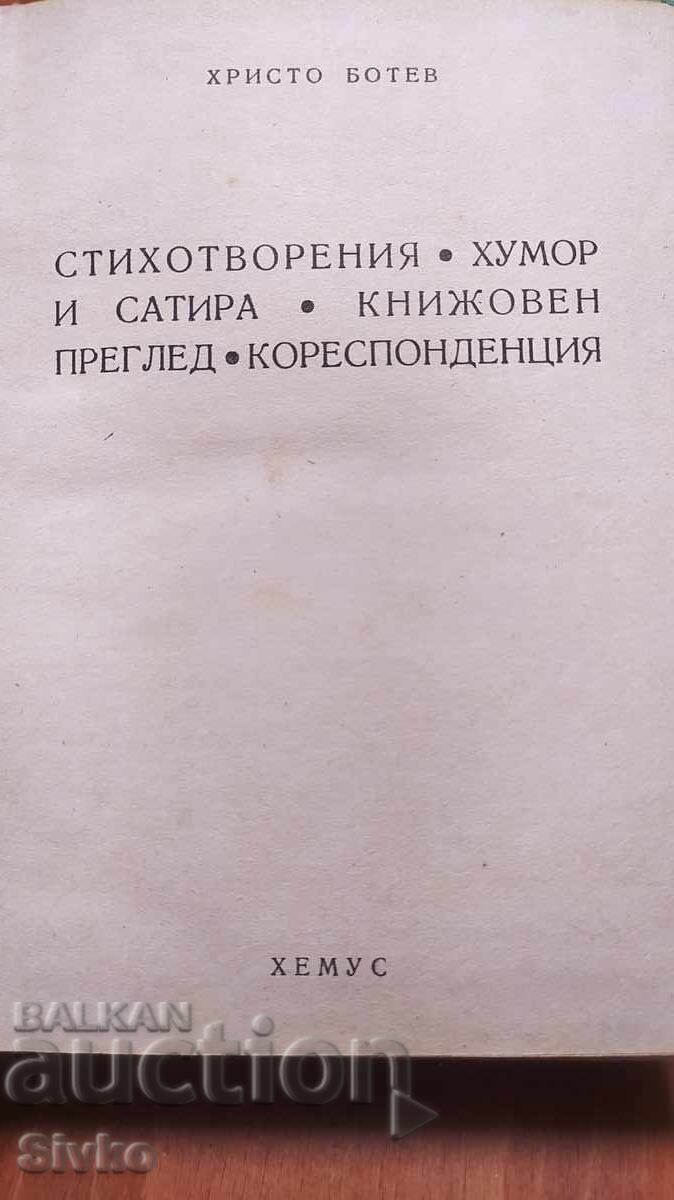 ХРИСТО БОТЕВ
СТИХОТВОРЕНИЯ • ХУМОР
И САТИРА • КНИЖОВЕН
ПРЕГЛЕД • КОРЕСПОНДЕНЦИЯ
ХЕМУС
BALKAN
auction
Sivko